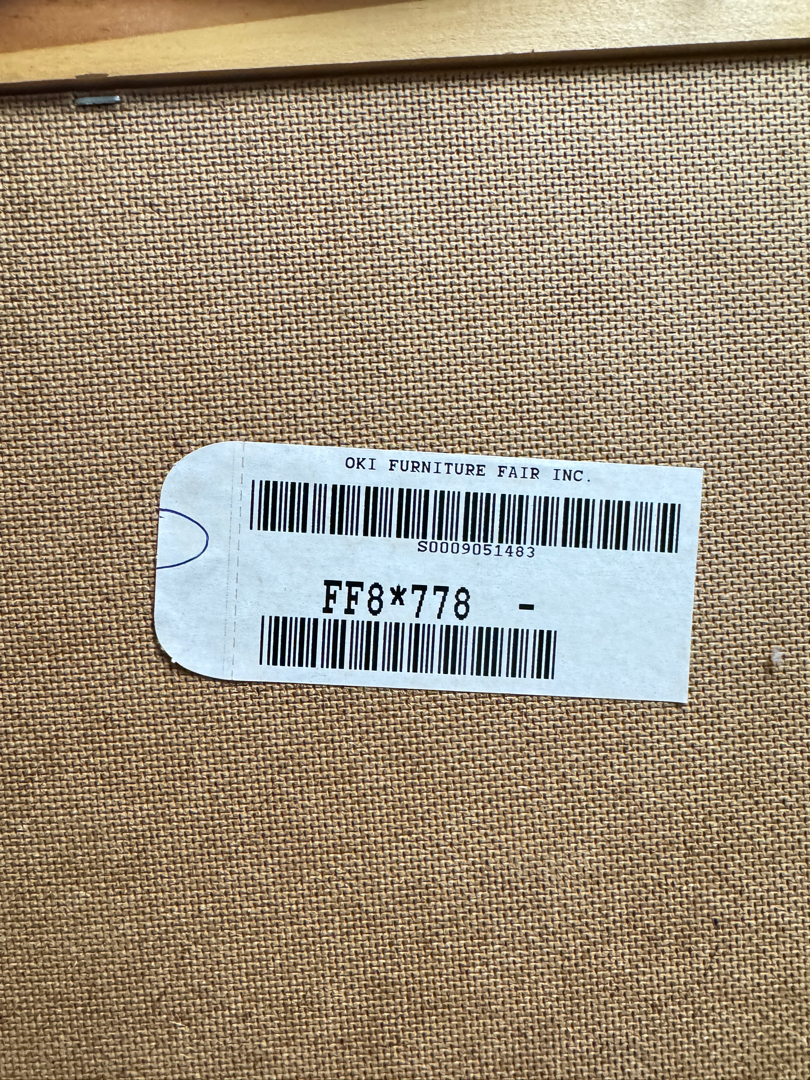 OKI FURNITURE FAIR INC.
S0009051483
FF8*778 -